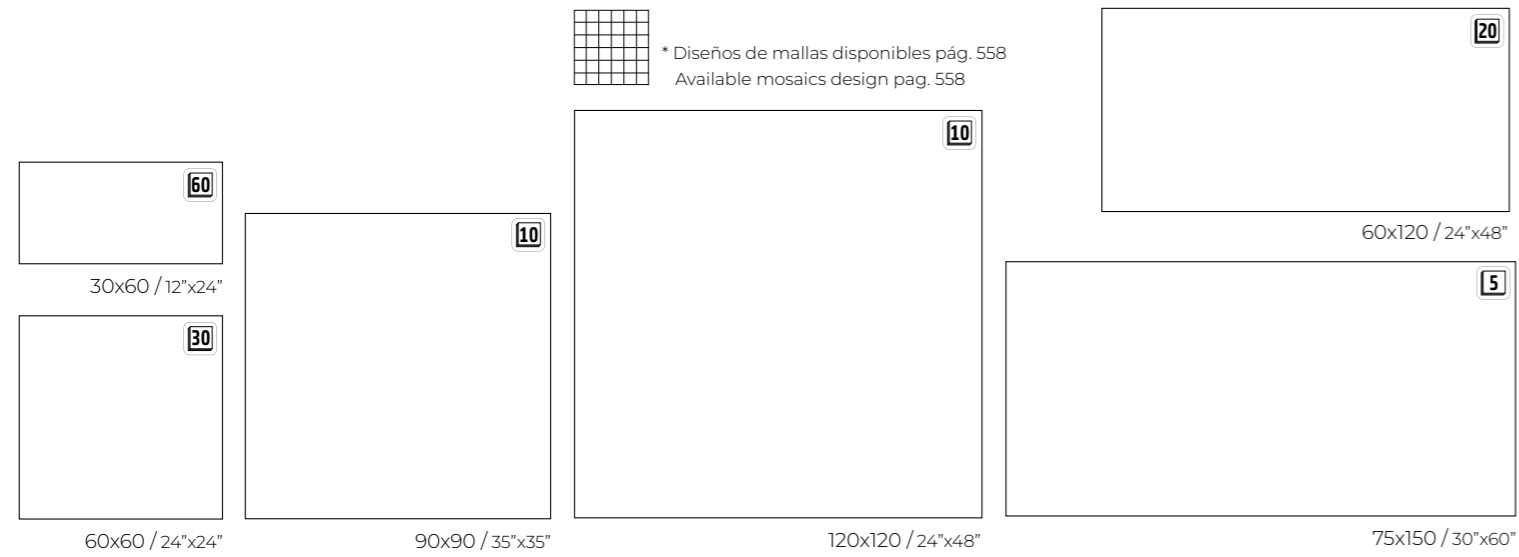 * Diseños de mallas disponibles pág. 558
Available mosaics design pag. 558
60
30x60 / 12”x24”
30
60x60 / 24”x24”
10
90x90 / 35”x35”
10
120x120 / 24”x48”
20
60x120 / 24”x48”
5
75x150 / 30”x60”